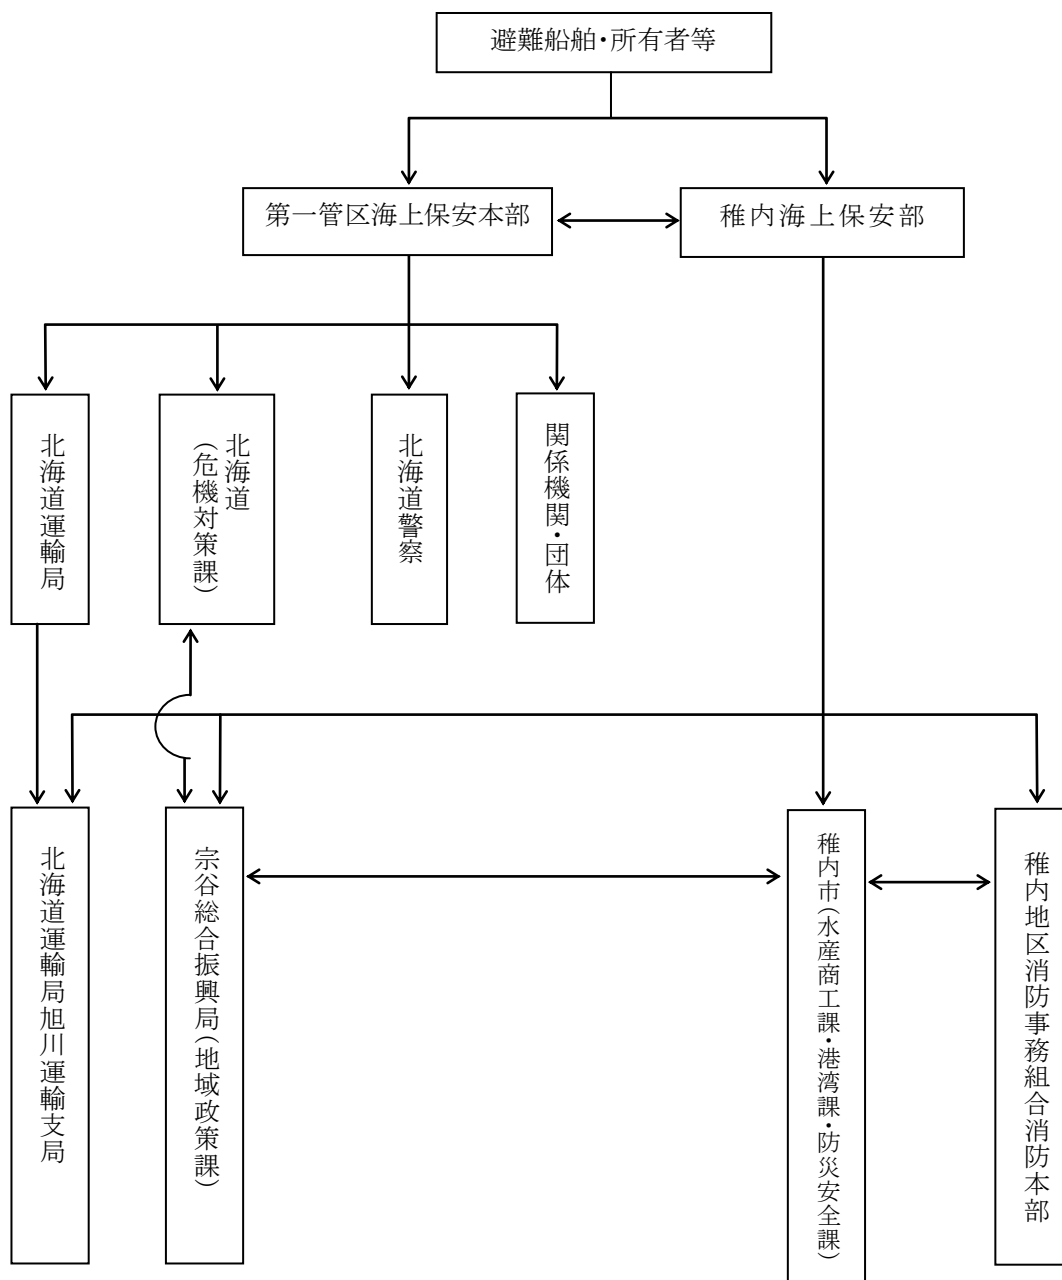 避難船舶・所有者等
第一管区海上保安本部
稚内海上保安部
北海道運輸局
北海道
(危機対策課)
北海道警察
関係機関・団体
北海道運輸局旭川運輸支局
宗谷総合振興局(地域政策課)
稚内市(水産商工課・港湾課・防災安全課)
稚内地区消防事務組合消防本部